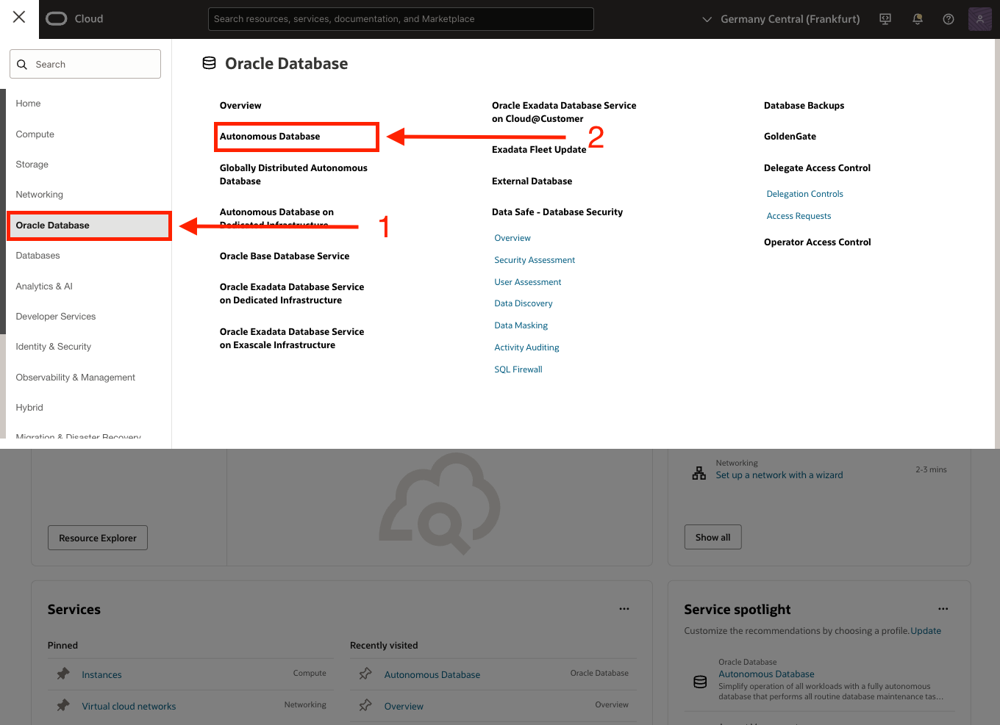 Cloud
Search resources, services, documentation, and Marketplace
Germany Central (Frankfurt)
Search
Home
Compute
Storage
Networking
Oracle Database
Databases
Analytics & AI
Developer Services
Identity & Security
Observability & Management
Hybrid
Migration & Disaster Recovery
Oracle Database
Overview
Autonomous Database
Globally Distributed Autonomous
Database
Autonomous Database on
Dedicated Infrastructure
Oracle Base Database Service
Oracle Exadata Database Service
on Dedicated Infrastructure
Oracle Exadata Database Service
on Exascale Infrastructure
1
2
Oracle Exadata Database Service
on Cloud@Customer
Exadata Fleet Update
External Database
Data Safe - Database Security
Overview
Security Assessment
User Assessment
Data Discovery
Data Masking
Activity Auditing
SQL Firewall
Database Backups
GoldenGate
Delegate Access Control
Delegation Controls
Access Requests
Operator Access Control
Resource Explorer
Networking
Set up a network with a wizard
2-3 mins
Show all
Services
Pinned
Instances Compute
Virtual cloud networks Networking
Recently visited
Autonomous Database Oracle Database
Overview Overview
Service spotlight
Customize the recommendations by choosing a profile. Update
Oracle Database
Autonomous Database
Simplify operation of all workloads with a fully autonomous
database that performs all routine database maintenance tas...